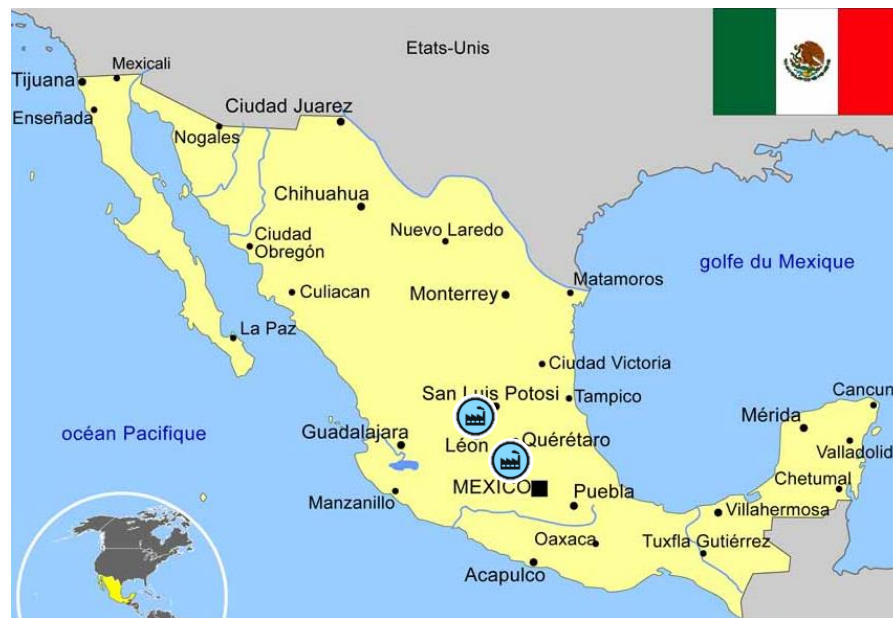 Etats-Unis
Mexicali
Tijuana
Enseñada
Ciudad Juarez
Nogales
Chihuahua
Ciudad
Obregón
Nuevo Laredo
golfe du Mexique
Matamoros
Culiacan
Monterrey
La Paz
Ciudad Victoria
San Luis Potosi
Tampico
Cancun
Mérida
océan Pacifique
Guadalajara
Léon
Quérétaro
Valladolid
Chetumal
Manzanillo
MEXICO
Puebla
Villahermosa
Oaxaca
Tuxfla Gutiérrez
Acapulco